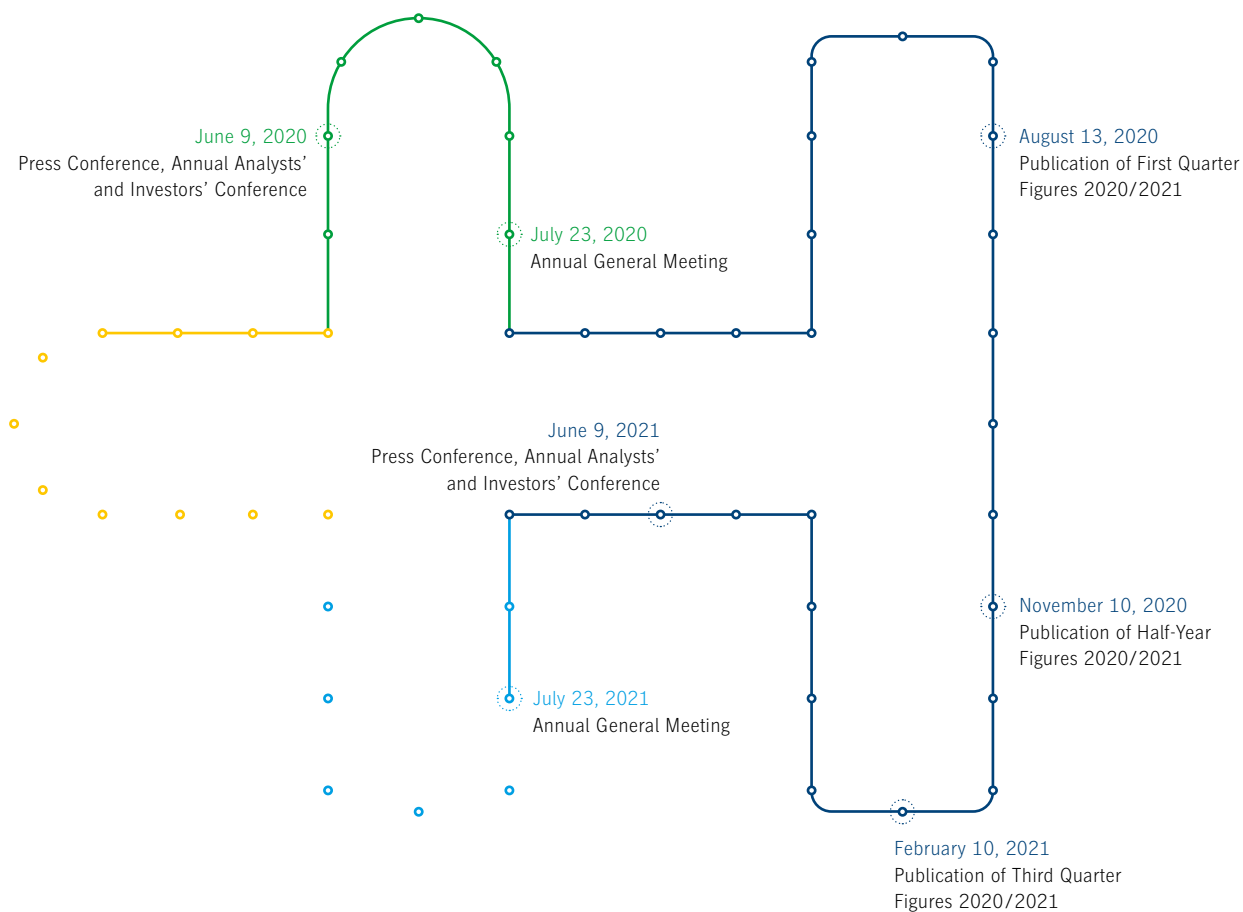 June 9, 2020
Press Conference, Annual Analysts’
and Investors’ Conference
July 23, 2020
Annual General Meeting
August 13, 2020
Publication of First Quarter
Figures 2020/2021
November 10, 2020
Publication of Half-Year
Figures 2020/2021
February 10, 2021
Publication of Third Quarter
Figures 2020/2021
June 9, 2021
Press Conference, Annual Analysts’
and Investors’ Conference
July 23, 2021
Annual General Meeting